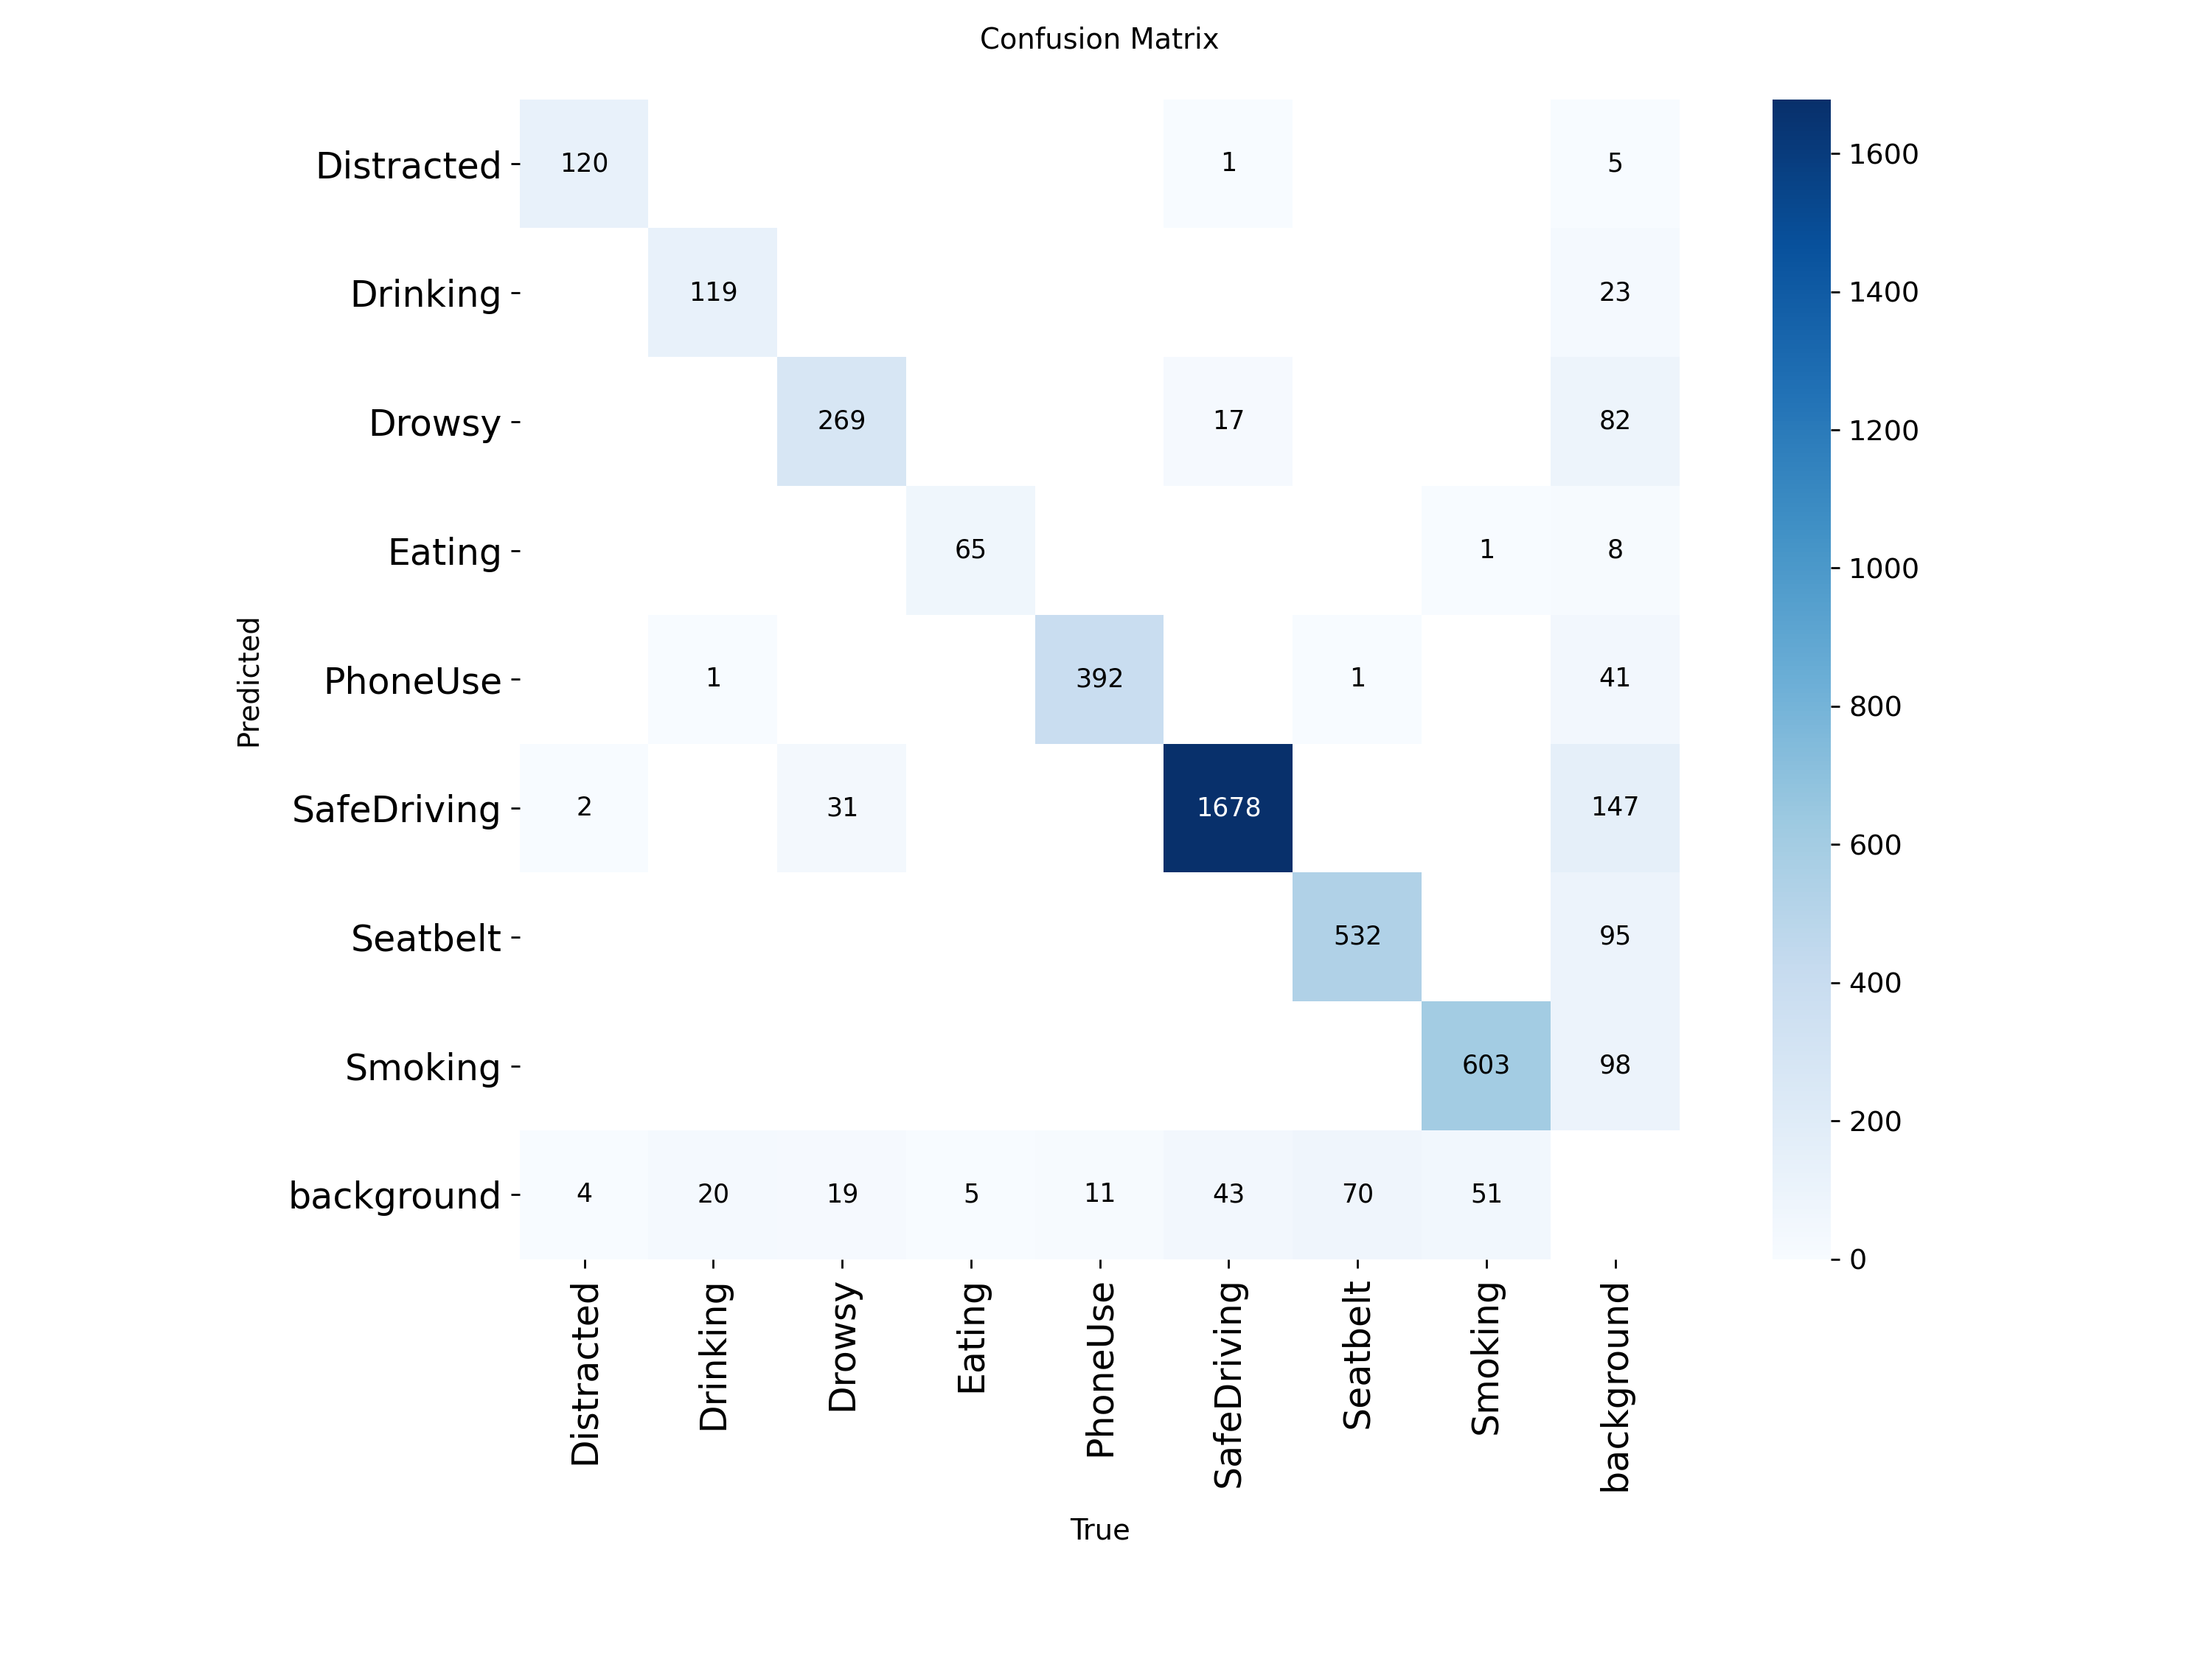 Confusion Matrix
Distracted 120 1 5
Drinking 119 23
Drowsy 269 17 82
Eating 65 1 8
PhoneUse 1 392 1 41
SafeDriving 2 31 1678 147
Seatbelt 532 95
Smoking 603 98
background 4 20 19 5 11 43 70 51
Predicted
Distracted Drinking Drowsy Eating PhoneUse SafeDriving Seatbelt Smoking background
True
1600
1400
1200
1000
800
600
400
200
0